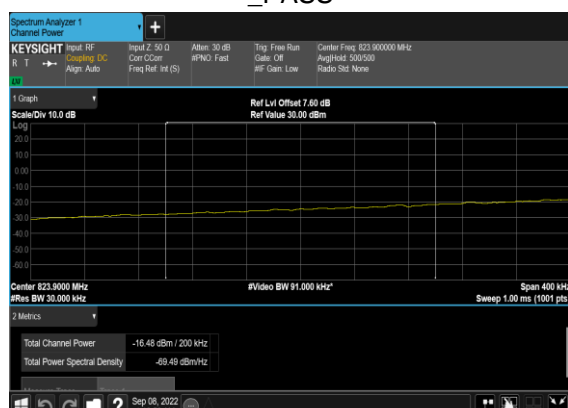 _PASS
Spectrum Analyzer 1
Channel Power
+
KEYSIGHT Input: RF Input Z: 50 Ω Atten: 30 dB Trig: Free Run Center Freq: 823.900000 MHz
R T Coupling: DC Corr CCorr #PNO: Fast Gate: Off Avg|Hold: 500/500
Align: Auto Freq Ref: Int (S) #IF Gain: Low Radio Std: None
1 Graph Ref Lvl Offset 7.60 dB
Scale/Div 10.0 dB Ref Value 30.00 dBm
Log
20.0
10.0
0.00
-10.0
-20.0
-30.0
-40.0
-50.0
-60.0
Center 823.9000 MHz #Video BW 91.000 kHz* Span 400 kHz
#Res BW 30.000 kHz Sweep 1.00 ms (1001 pts
2 Metrics
Total Channel Power -16.48 dBm / 200 kHz
Total Power Spectral Density -69.49 dBm/Hz
? Sep 08, 2022